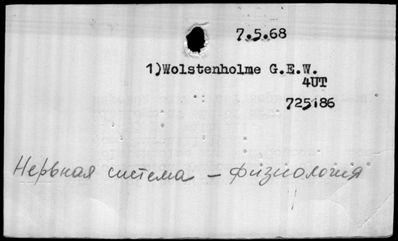 7.5.68
1)Wolstenholme G.E.W.
4UT
725186
Нервная система – физиология